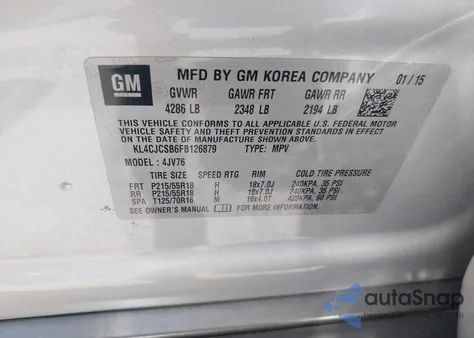 GM
MFD BY GM KOREA COMPANY 01/15
GVWR GAWR FRT GAWR RR
4286 LB 2348 LB 2194 LB
THIS VEHICLE CONFORMS TO ALL APPLICABLE U.S. FEDERAL MOTOR
VEHICLE SAFETY, BUMPER, AND THEFT PREVENTION STANDARDS IN
EFFECT ON THE DATE OF MANUFACTURE SHOWN ABOVE.
KL4CJCSB6FB126879 TYPE: MPV
MODEL: 4JV76
TIRE SIZE SPEED RTG RIM COLD TIRE PRESSURE
FRT P215/55R18 H 18x7.0J 240KPA, 35 PSI
RR P215/55R18 H 18x7.0J 240KPA, 35 PSI
SPA T125/70R16 M 16x4.0T 420KPA, 60 PSI
SEE OWNER'S MANUAL FOR MORE INFORMATION.
autoSnap